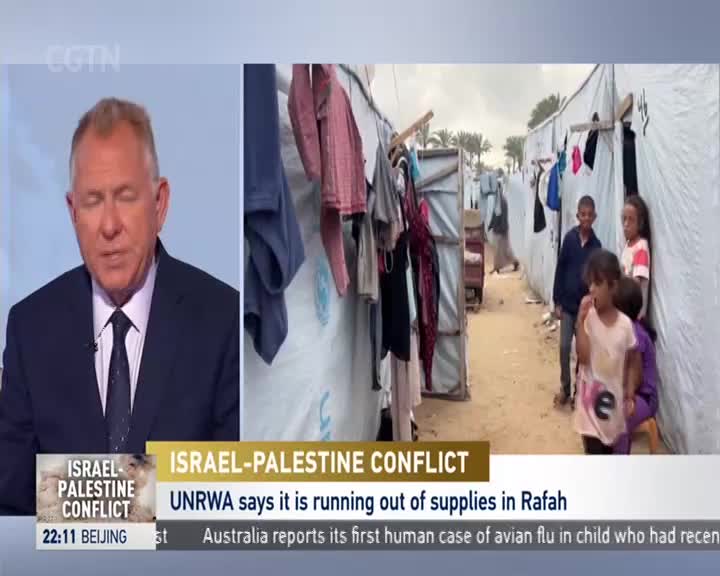 CGTN
ISRAEL-PALESTINE CONFLICT
UNRWA says it is running out of supplies in Rafah
ISRAEL-
PALESTINE
CONFLICT
22:11 BEIJING
st Australia reports its first human case of avian flu in child who had recen